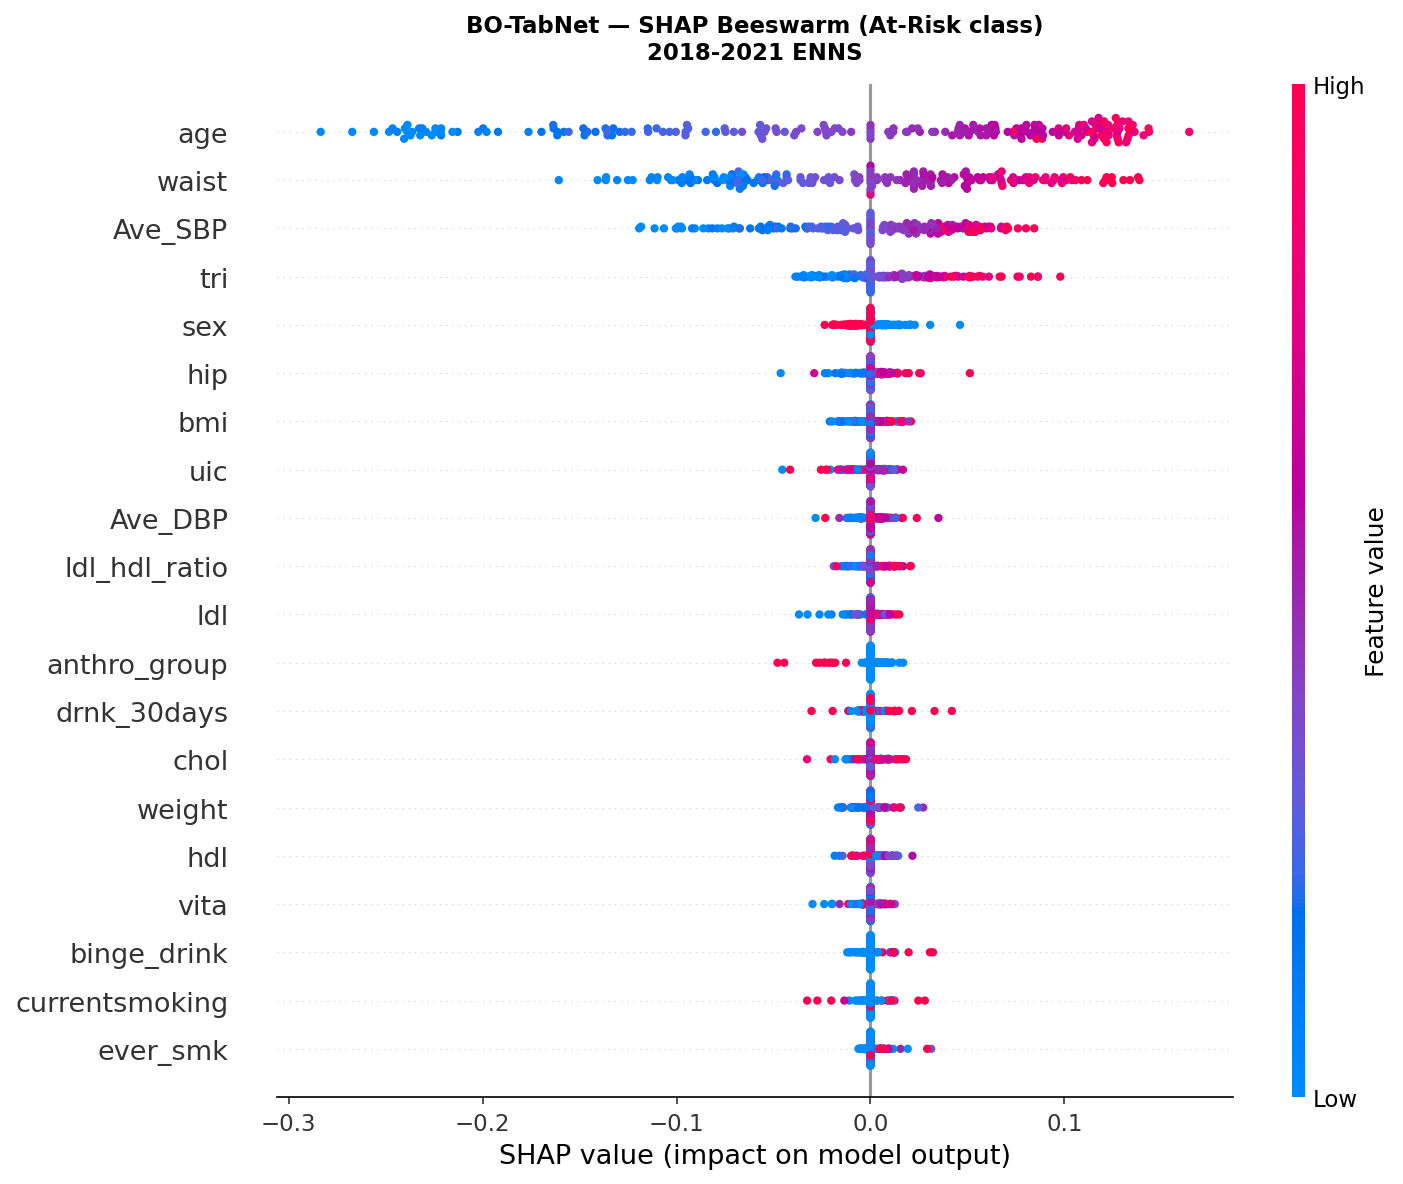 BO-TabNet — SHAP Beeswarm (At-Risk class)
2018-2021 ENNS
High
age
waist
Ave_SBP
tri
sex
hip
bmi
uic
Ave_DBP
ldl_hdl_ratio
ldl
anthro_group
drnk_30days
chol
weight
hdl
vita
binge_drink
currentsmoking
ever_smk
Feature value
Low
−0.3 −0.2 −0.1 0.0 0.1
SHAP value (impact on model output)